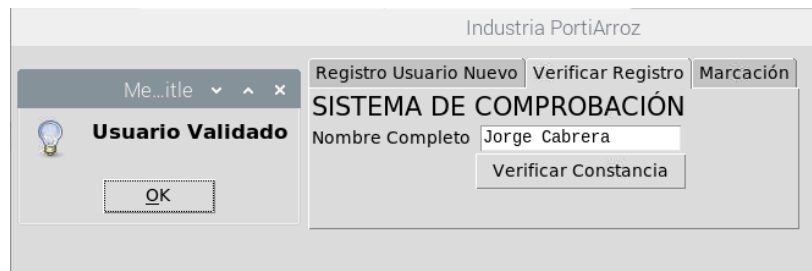 Industria PortiArroz
Me...itle
Usuario Validado
OK
Registro Usuario Nuevo Verificar Registro Marcación
SISTEMA DE COMPROBACIÓN
Nombre Completo Jorge Cabrera
Verificar Constancia